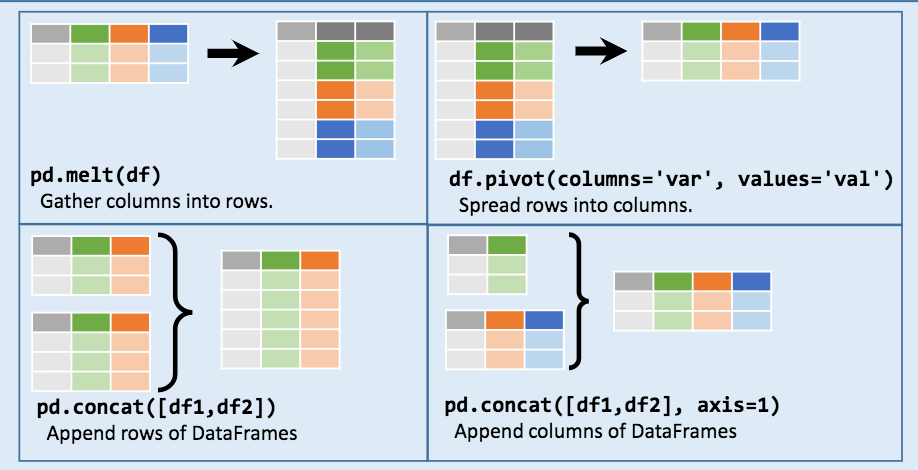 pd.melt(df)
Gather columns into rows.
df.pivot(columns='var', values='val')
Spread rows into columns.
pd.concat([df1,df2])
Append rows of DataFrames
pd.concat([df1,df2], axis=1)
Append columns of DataFrames